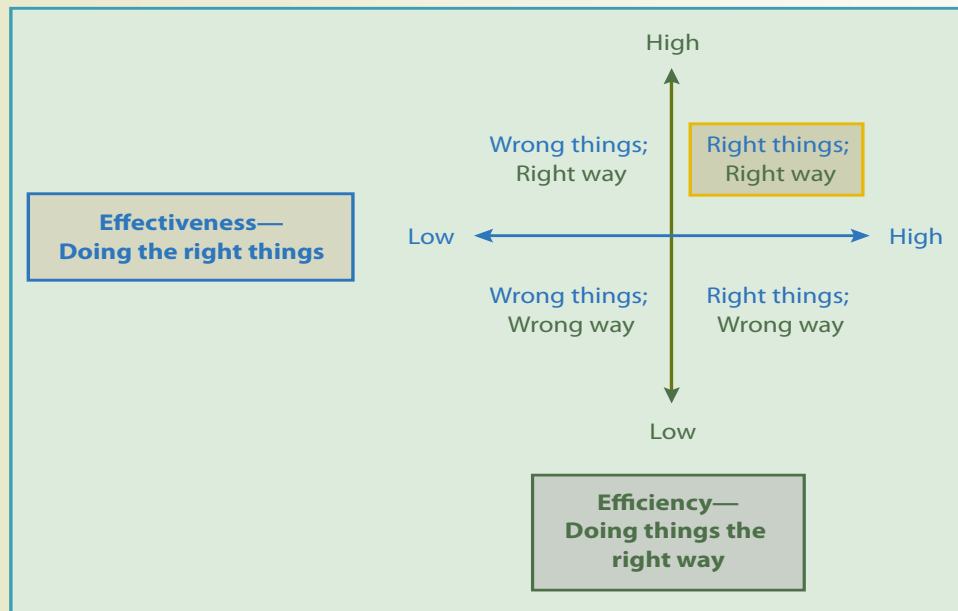 High
Wrong things;
Right way
Right things;
Right way
Effectiveness—
Doing the right things
Low
High
Wrong things;
Wrong way
Right things;
Wrong way
Low
Efficiency—
Doing things the
right way